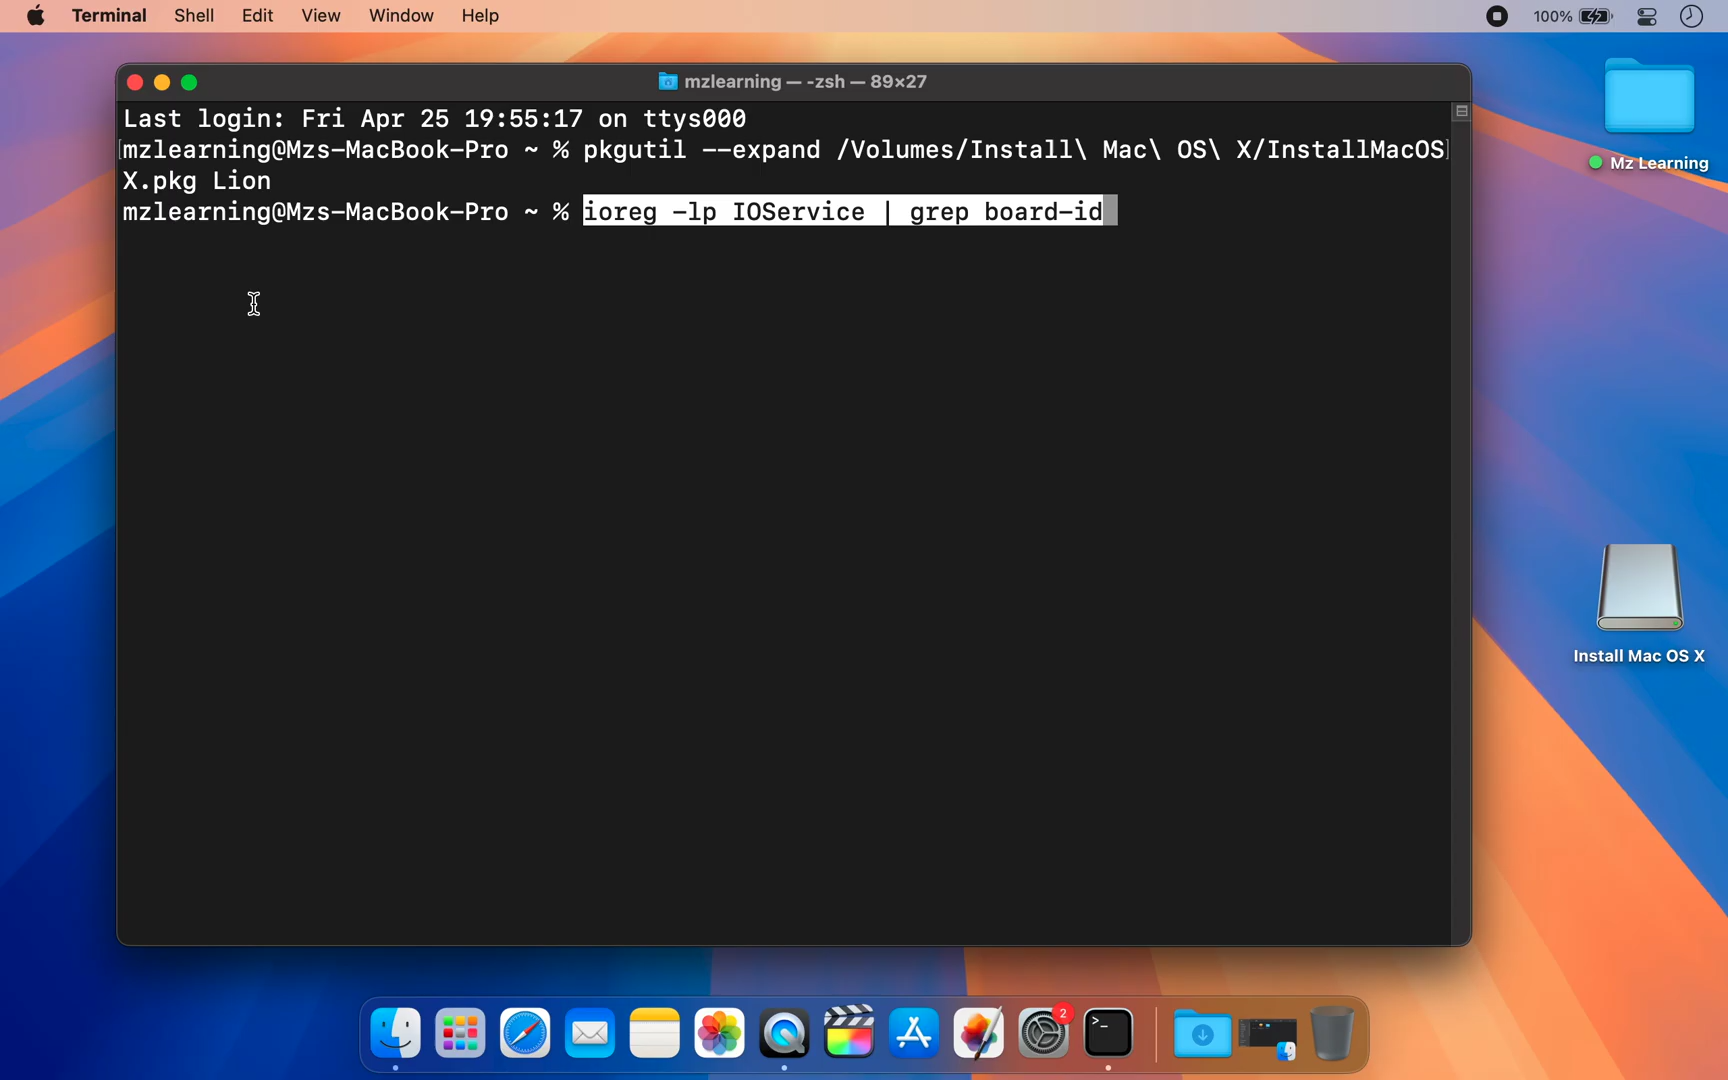 Terminal Shell Edit View Window Help 100%
mzlearning — -zsh — 89×27
Last login: Fri Apr 25 19:55:17 on ttys000
[mzlearning@Mzs-MacBook-Pro ~ % pkgutil --expand /Volumes/Install\ Mac\ OS\ X/InstallMacOS]
X.pkg Lion
mzlearning@Mzs-MacBook-Pro ~ % ioreg -lp IOService | grep board-id
Mz Learning
Install Mac OS X
2
>_